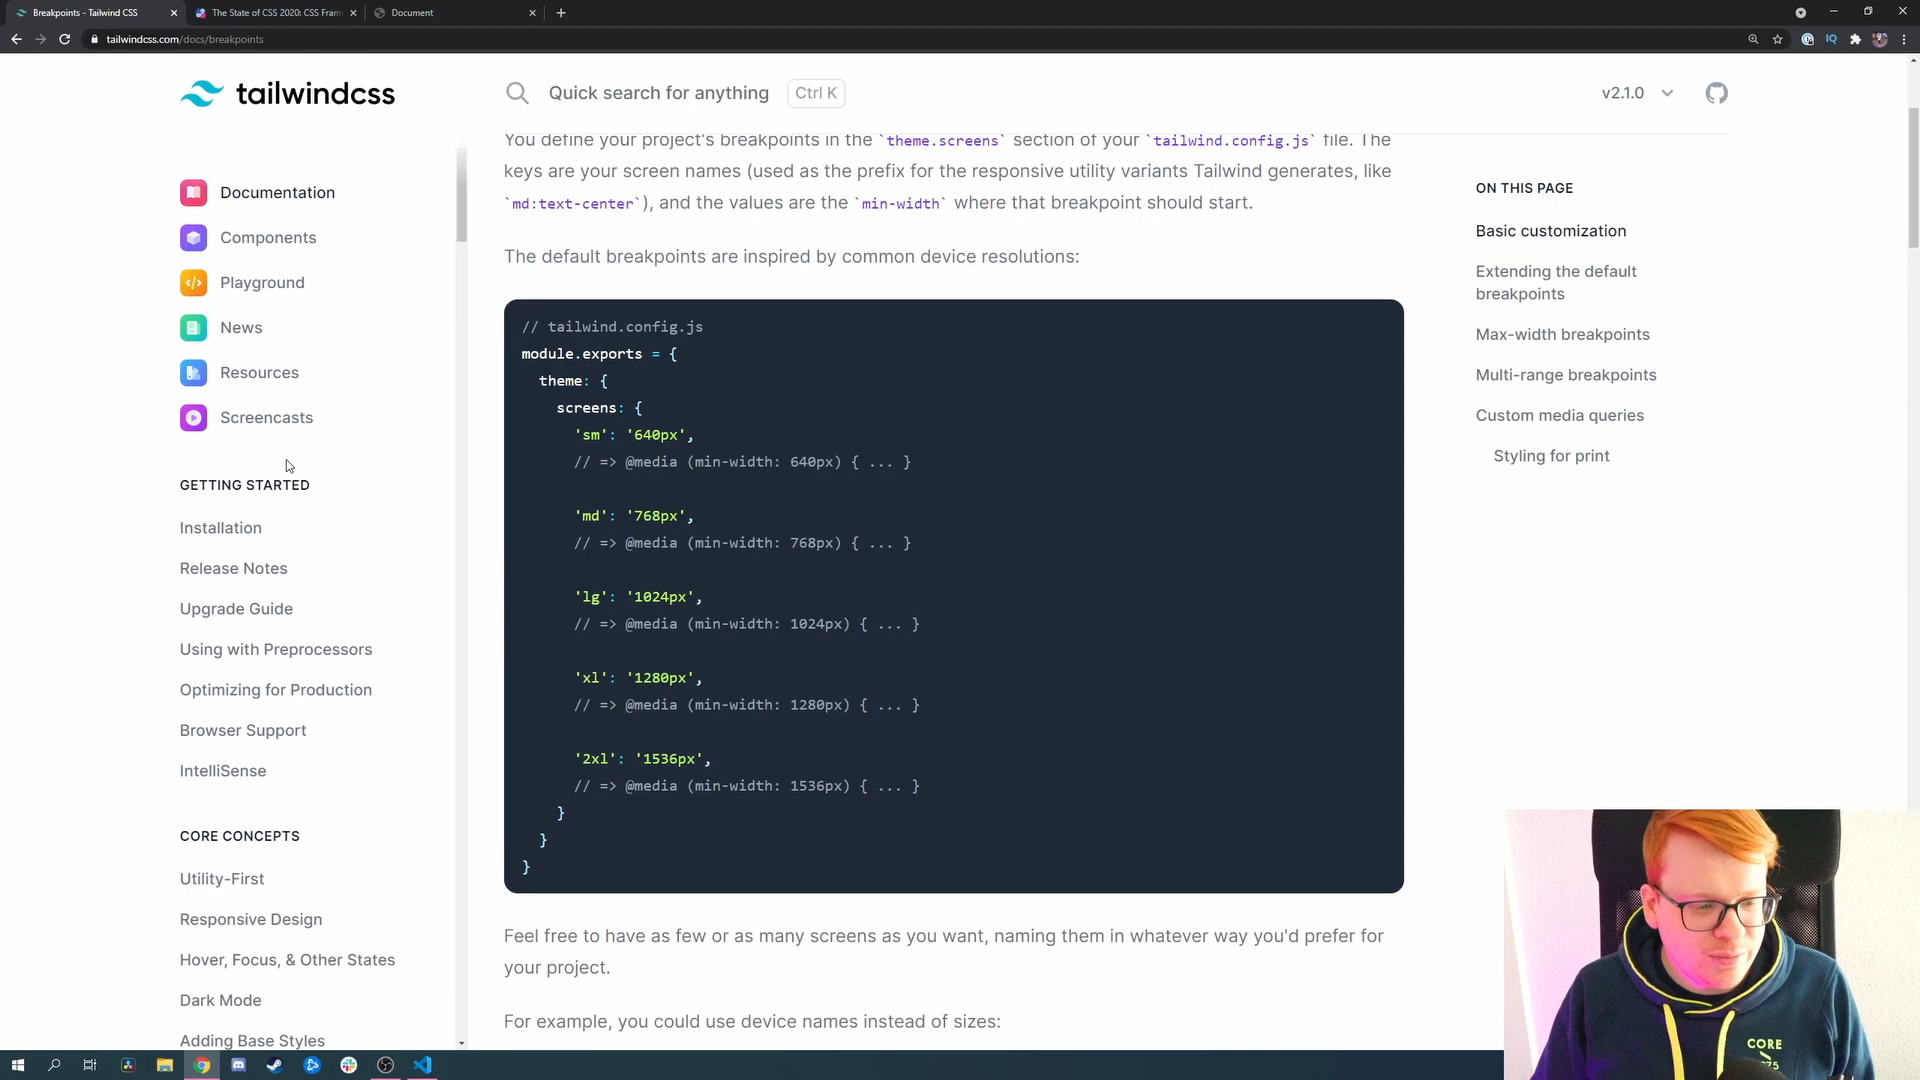 Breakpoints - Tailwind CSS
The State of CSS 2020: CSS Fram
Document
tailwindcss.com/docs/breakpoints
IQ
tailwindcss
Quick search for anything
Ctrl K
v2.1.0
Documentation
Components
Playground
News
Resources
Screencasts
GETTING STARTED
Installation
Release Notes
Upgrade Guide
Using with Preprocessors
Optimizing for Production
Browser Support
IntelliSense
CORE CONCEPTS
Utility-First
Responsive Design
Hover, Focus, & Other States
Dark Mode
Adding Base Styles
You define your project's breakpoints in the `theme.screens` section of your `tailwind.config.js` file. The
keys are your screen names (used as the prefix for the responsive utility variants Tailwind generates, like
`md:text-center`), and the values are the `min-width` where that breakpoint should start.
The default breakpoints are inspired by common device resolutions:
// tailwind.config.js
module.exports = {
theme: {
screens: {
'sm': '640px',
// => @media (min-width: 640px) { ... }
'md': '768px',
// => @media (min-width: 768px) { ... }
'lg': '1024px',
// => @media (min-width: 1024px) { ... }
'xl': '1280px',
// => @media (min-width: 1280px) { ... }
'2xl': '1536px',
// => @media (min-width: 1536px) { ... }
}
}
}
Feel free to have as few or as many screens as you want, naming them in whatever way you'd prefer for
your project.
For example, you could use device names instead of sizes:
ON THIS PAGE
Basic customization
Extending the default
breakpoints
Max-width breakpoints
Multi-range breakpoints
Custom media queries
Styling for print
CORE